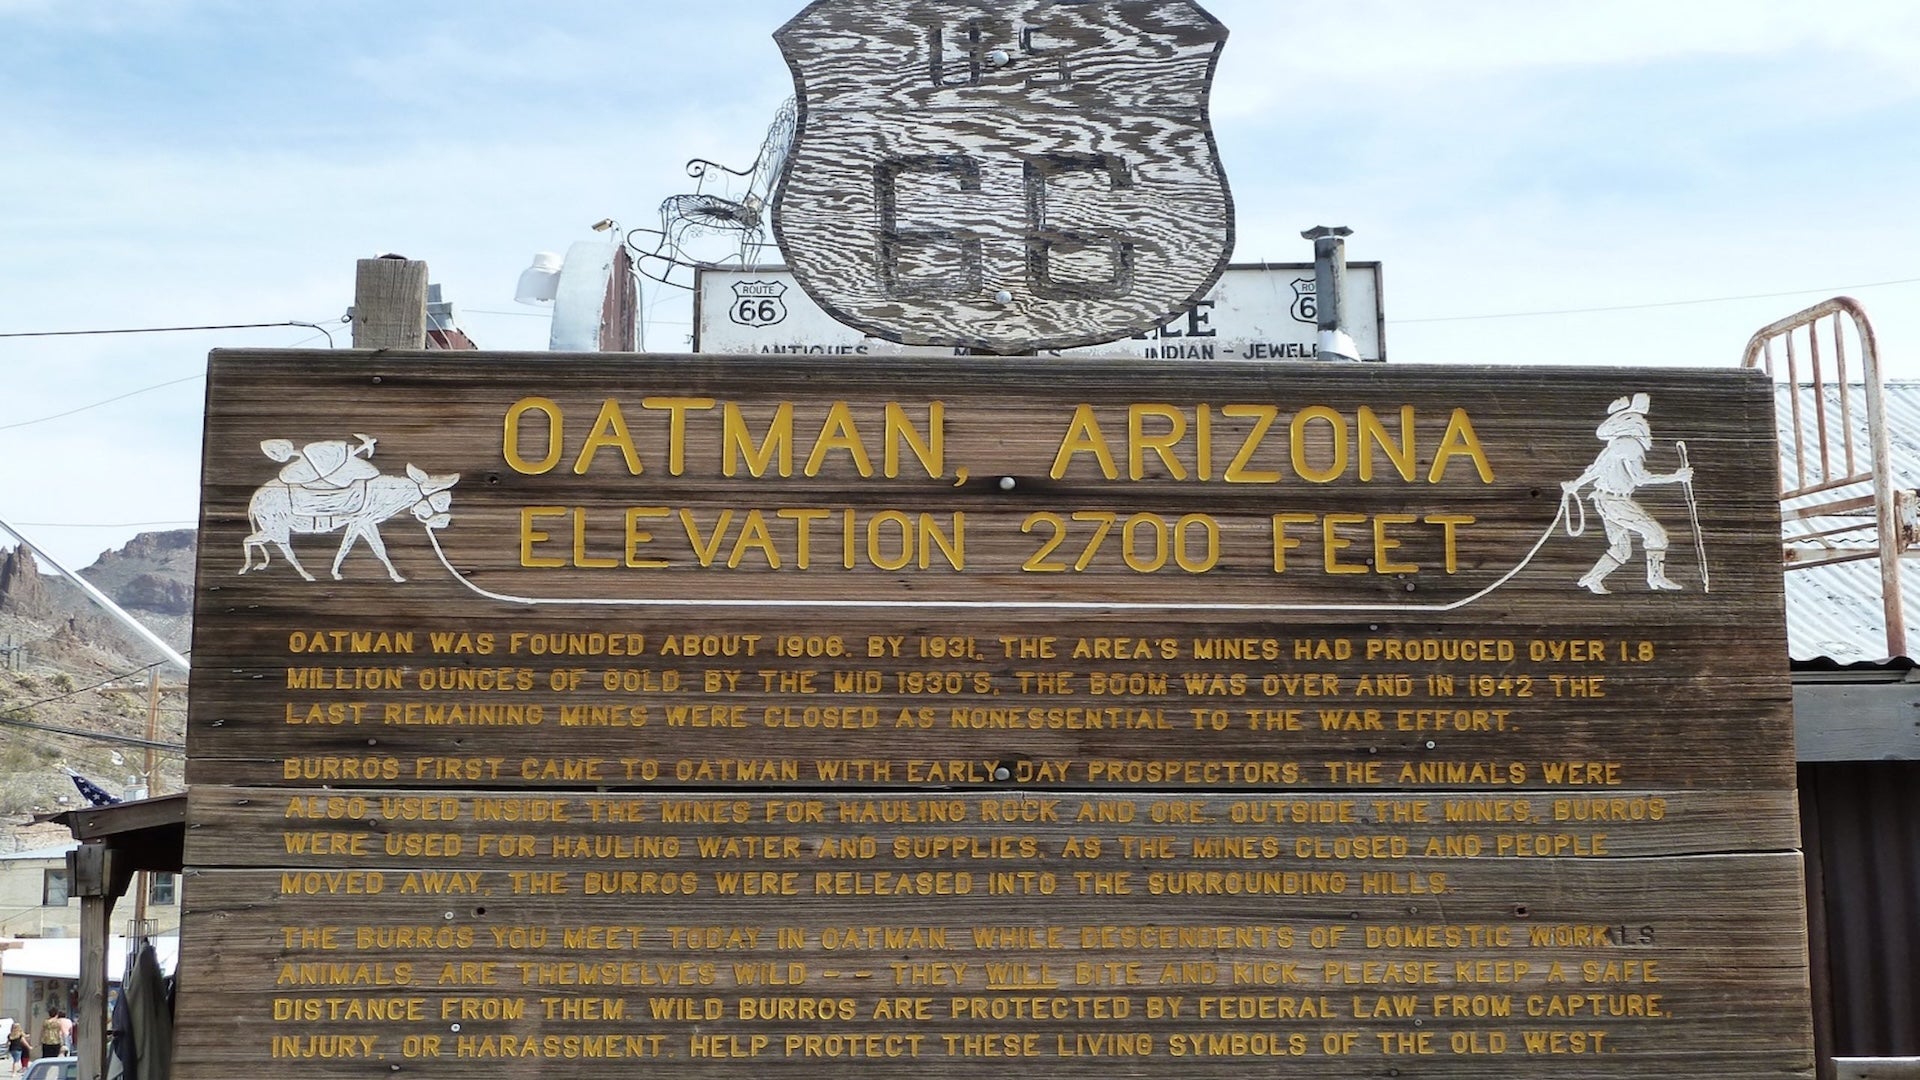 US
66
ROUTE
66
ANTIQUES
INDIAN - JEWEL
OATMAN, ARIZONA
ELEVATION 2700 FEET
OATMAN WAS FOUNDED ABOUT 1906. BY 1931, THE AREA'S MINES HAD PRODUCED OVER 1.8
MILLION OUNCES OF GOLD. BY THE MID 1930'S, THE BOOM WAS OVER AND IN 1942 THE
LAST REMAINING MINES WERE CLOSED AS NONESSENTIAL TO THE WAR EFFORT.
BURROS FIRST CAME TO OATMAN WITH EARLY DAY PROSPECTORS. THE ANIMALS WERE
ALSO USED INSIDE THE MINES FOR HAULING ROCK AND ORE. OUTSIDE THE MINES, BURROS
WERE USED FOR HAULING WATER AND SUPPLIES. AS THE MINES CLOSED AND PEOPLE
MOVED AWAY, THE BURROS WERE RELEASED INTO THE SURROUNDING HILLS.
THE BURROS YOU MEET TODAY IN OATMAN, WHILE DESCENDENTS OF DOMESTIC WORK
ANIMALS, ARE THEMSELVES WILD -- THEY WILL BITE AND KICK. PLEASE KEEP A SAFE
DISTANCE FROM THEM. WILD BURROS ARE PROTECTED BY FEDERAL LAW FROM CAPTURE,
INJURY, OR HARASSMENT. HELP PROTECT THESE LIVING SYMBOLS OF THE OLD WEST.